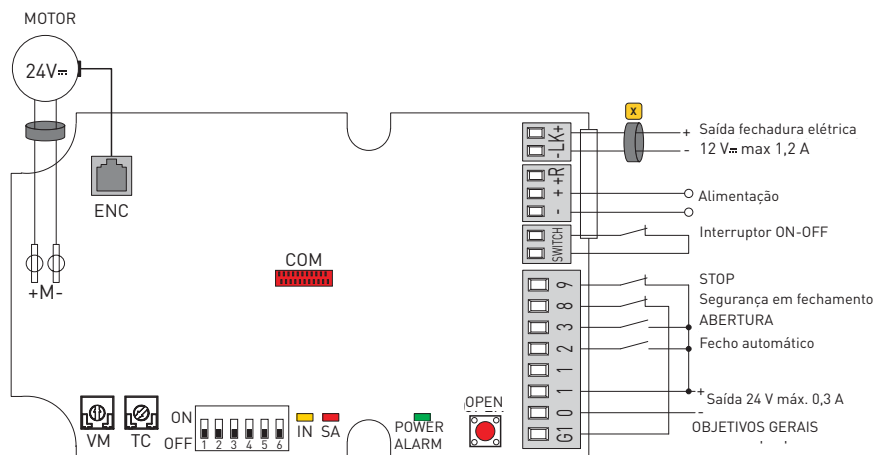 MOTOR
24V
ENC
+M-
COM
VM
TC
ON
OFF
1 2 3 4 5 6
IN SA
POWER
ALARM
OPEN
X
-LK+
- + +R
SWITCH
9
8
3
2
1
1
0
G1
+ Saída fechadura elétrica
- 12 V max 1,2 A
Alimentação
Interruptor ON-OFF
STOP
Segurança em fechamento
ABERTURA
Fecho automático
+ Saída 24 V máx. 0,3 A
-
OBJETIVOS GERAIS